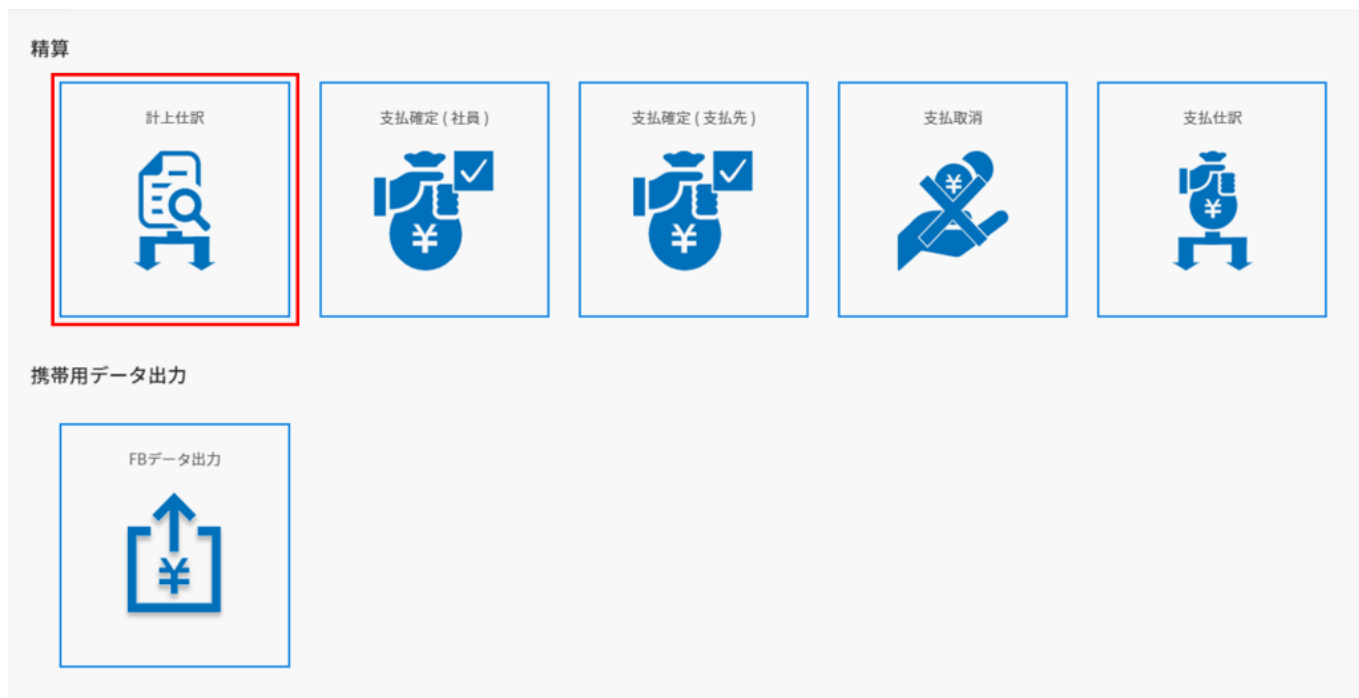 精算
計上仕訳
支払確定 ( 社員 )
支払確定 ( 支払先 )
支払取消
支払仕訳
¥
¥
¥
¥
携帯用データ出力
FBデータ出力
¥